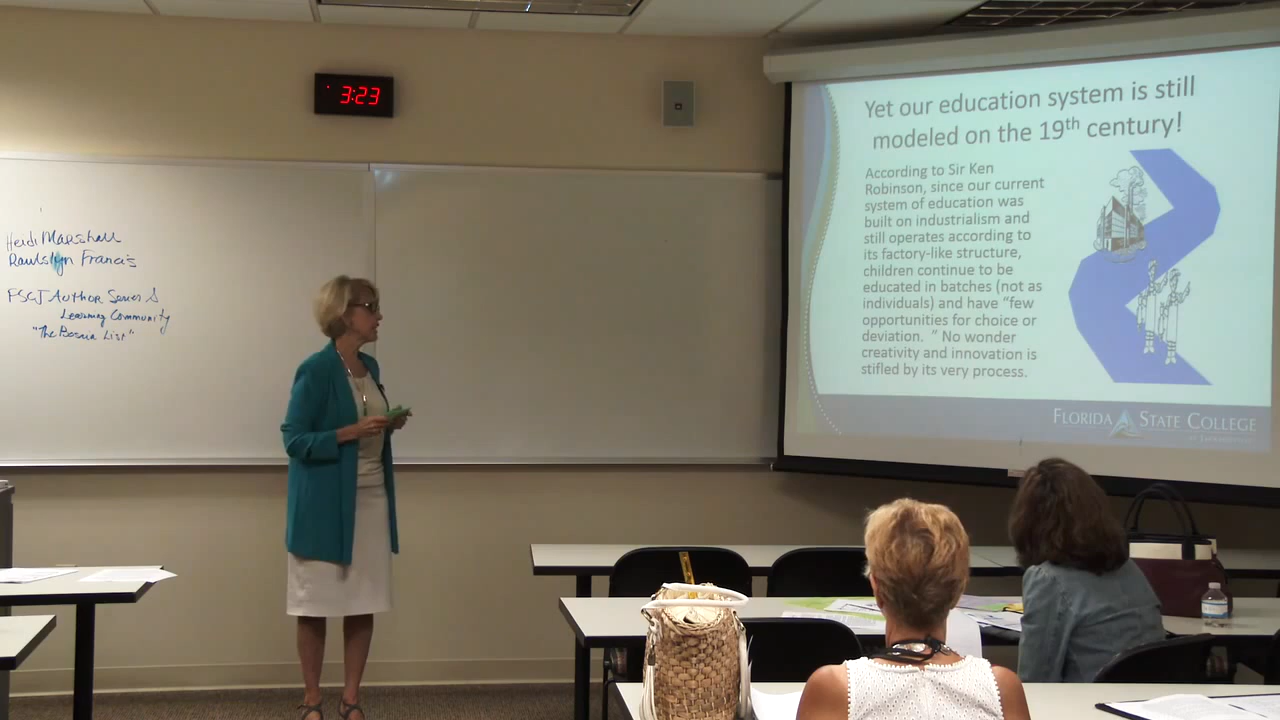 3:23
Heidi Marshall
Rawlslyn Francis
FSCJ Author Series &
Learning Community
"The Bosnia List"
Yet our education system is still
modeled on the 19th century!
According to Sir Ken
Robinson, since our current
system of education was
built on industrialism and
still operates according to
its factory-like structure,
children continue to be
educated in batches (not as
individuals) and have “few
opportunities for choice or
deviation. ” No wonder
creativity and innovation is
stifled by its very process.
FLORIDA STATE COLLEGE